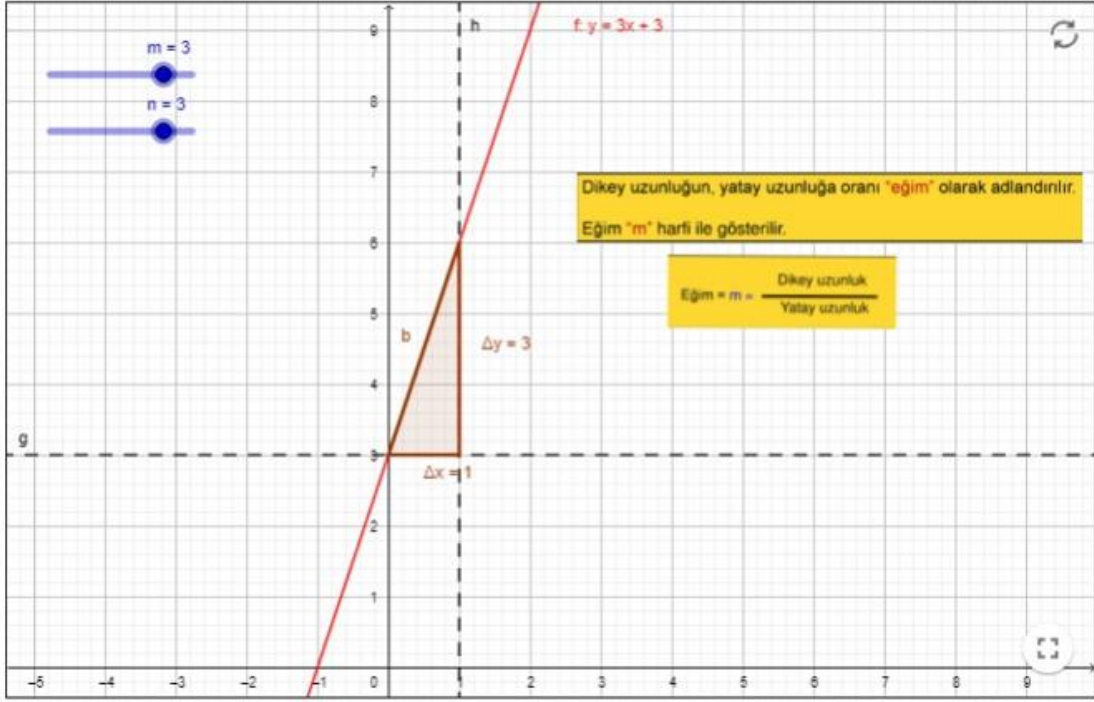 m = 3
n = 3
h
f: y = 3x + 3
Dikey uzunluğun, yatay uzunluğa oranı "eğim" olarak adlandırılır.
Eğim "m" harfi ile gösterilir.
Eğim = m = Dikey uzunluk
Yatay uzunluk
b
Δy = 3
g
Δx = 1
9
8
7
6
5
4
3
2
1
–5 –4 –3 –2 –1 0 1 2 3 4 5 6 7 8 9